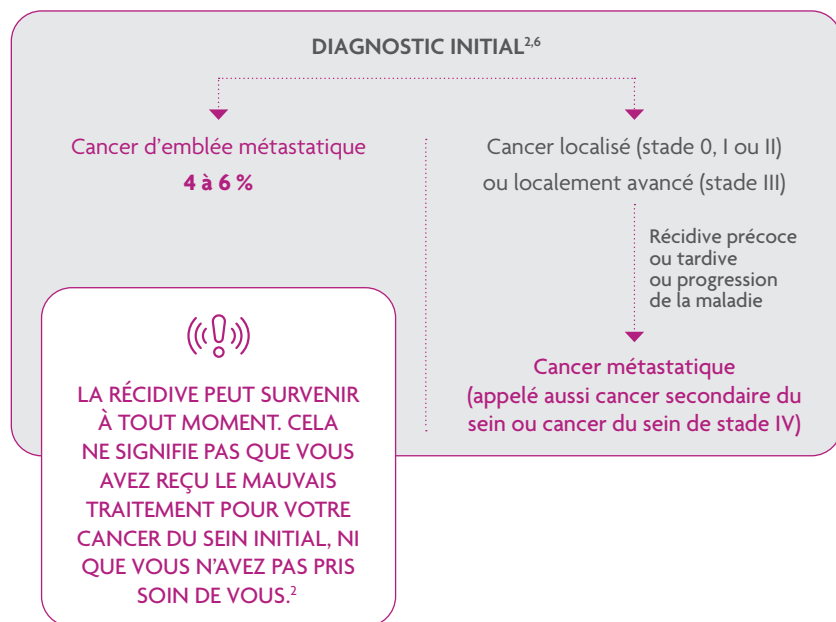 DIAGNOSTIC INITIAL2,6
Cancer d’emblée métastatique
4 à 6 %
Cancer localisé (stade 0, I ou II)
ou localement avancé (stade III)
Récidive précoce
ou tardive
ou progression
de la maladie
Cancer métastatique
(appelé aussi cancer secondaire du
sein ou cancer du sein de stade IV)
LA RÉCIDIVE PEUT SURVENIR
À TOUT MOMENT. CELA
NE SIGNIFIE PAS QUE VOUS
AVEZ REÇU LE MAUVAIS
TRAITEMENT POUR VOTRE
CANCER DU SEIN INITIAL, NI
QUE VOUS N’AVEZ PAS PRIS
SOIN DE VOUS.2